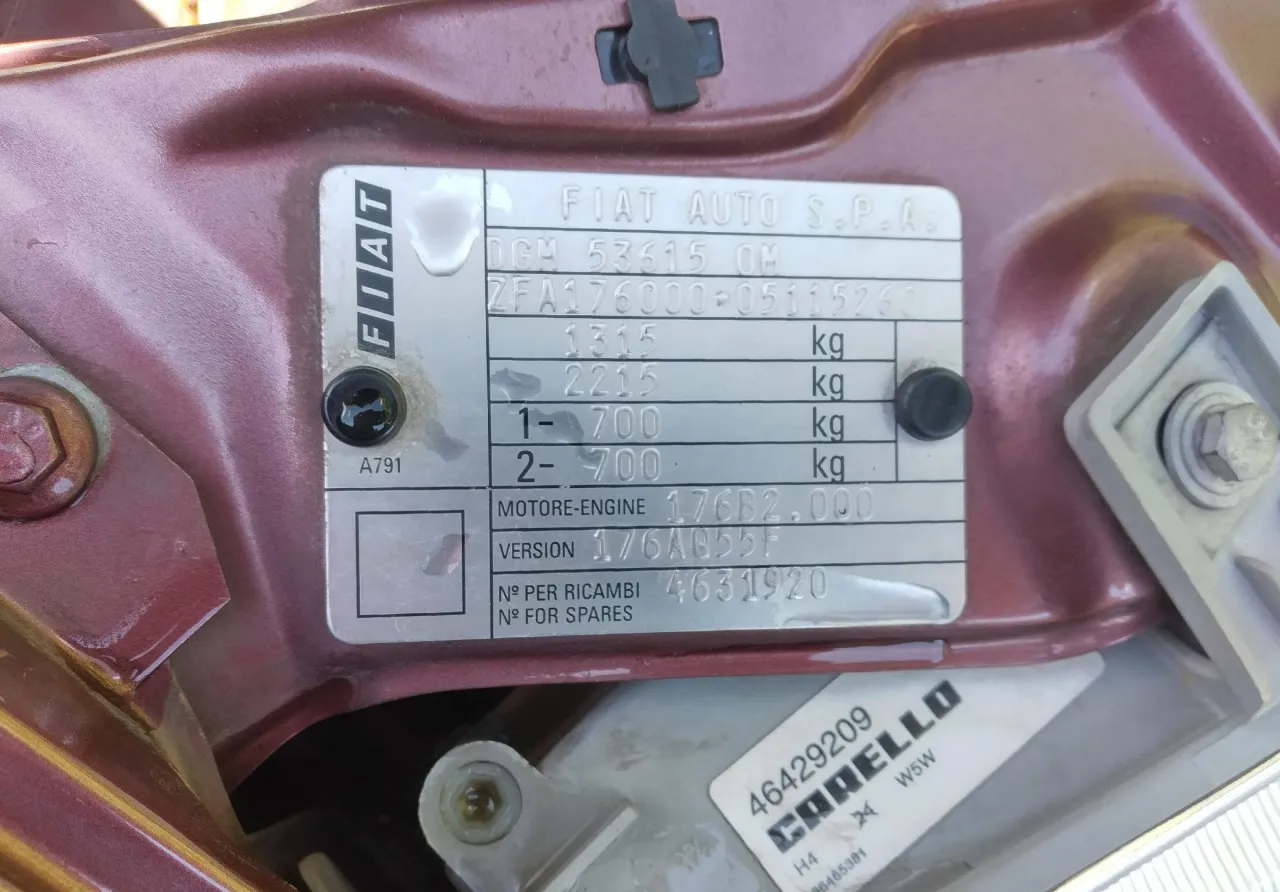 FIAT
FIAT AUTO S.P.A.
DGM 53615 OM
ZFA176000•05115260
1315 kg
2215 kg
1- 700 kg
2- 700 kg
A791
MOTORE-ENGINE 176B2.000
VERSION 176AQ55F
Nº PER RICAMBI 4631920
Nº FOR SPARES
46429209
CARELLO
H4 W5W